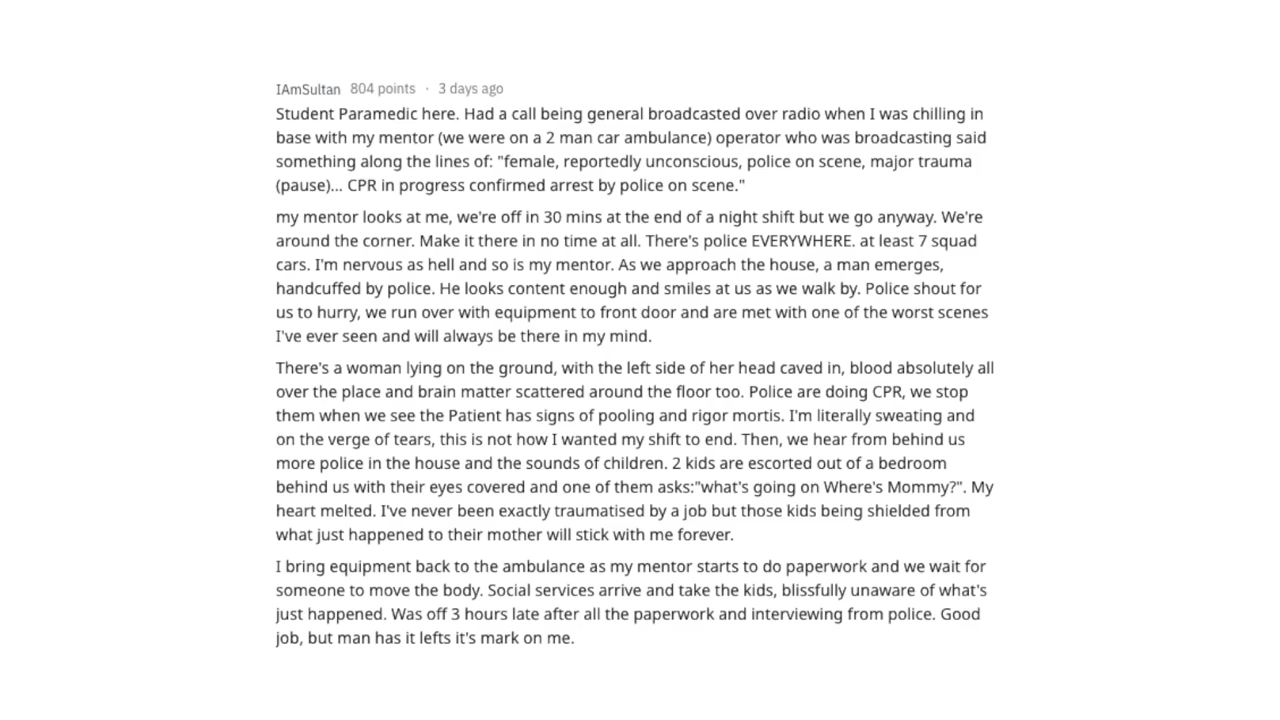 IAmSultan 804 points · 3 days ago
Student Paramedic here. Had a call being general broadcasted over radio when I was chilling in
base with my mentor (we were on a 2 man car ambulance) operator who was broadcasting said
something along the lines of: "female, reportedly unconscious, police on scene, major trauma
(pause)... CPR in progress confirmed arrest by police on scene."
my mentor looks at me, we're off in 30 mins at the end of a night shift but we go anyway. We're
around the corner. Make it there in no time at all. There's police EVERYWHERE. at least 7 squad
cars. I'm nervous as hell and so is my mentor. As we approach the house, a man emerges,
handcuffed by police. He looks content enough and smiles at us as we walk by. Police shout for
us to hurry, we run over with equipment to front door and are met with one of the worst scenes
I've ever seen and will always be there in my mind.
There's a woman lying on the ground, with the left side of her head caved in, blood absolutely all
over the place and brain matter scattered around the floor too. Police are doing CPR, we stop
them when we see the Patient has signs of pooling and rigor mortis. I'm literally sweating and
on the verge of tears, this is not how I wanted my shift to end. Then, we hear from behind us
more police in the house and the sounds of children. 2 kids are escorted out of a bedroom
behind us with their eyes covered and one of them asks:"what's going on Where's Mommy?". My
heart melted. I've never been exactly traumatised by a job but those kids being shielded from
what just happened to their mother will stick with me forever.
I bring equipment back to the ambulance as my mentor starts to do paperwork and we wait for
someone to move the body. Social services arrive and take the kids, blissfully unaware of what's
just happened. Was off 3 hours late after all the paperwork and interviewing from police. Good
job, but man has it lefts it's mark on me.